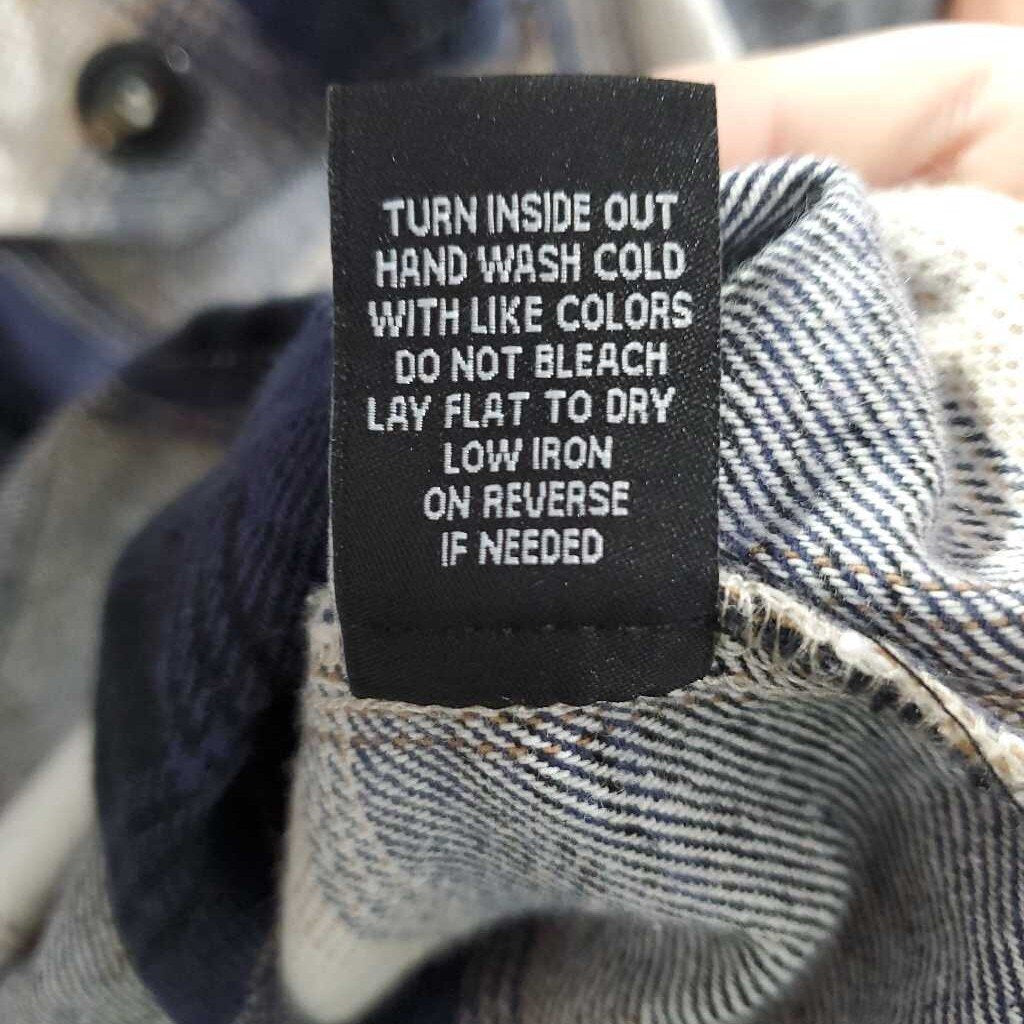 TURN INSIDE OUT
HAND WASH COLD
WITH LIKE COLORS
DO NOT BLEACH
LAY FLAT TO DRY
LOW IRON
ON REVERSE
IF NEEDED